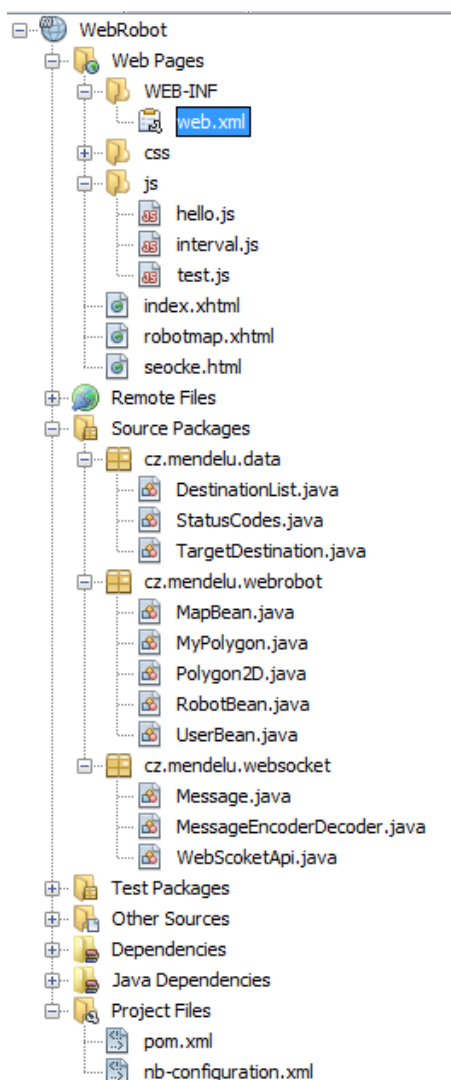 WebRobot
Web Pages
WEB-INF
web.xml
css
js
hello.js
interval.js
test.js
index.xhtml
robotmap.xhtml
seocke.html
Remote Files
Source Packages
cz.mendelu.data
DestinationList.java
StatusCodes.java
TargetDestination.java
cz.mendelu.webrobot
MapBean.java
MyPolygon.java
Polygon2D.java
RobotBean.java
UserBean.java
cz.mendelu.websocket
Message.java
MessageEncoderDecoder.java
WebScoketApi.java
Test Packages
Other Sources
Dependencies
Java Dependencies
Project Files
pom.xml
nb-configuration.xml